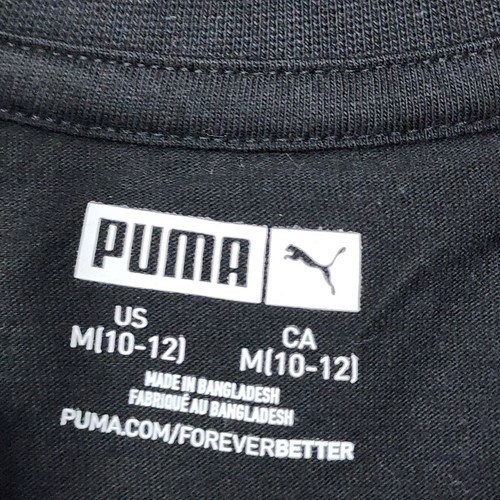 PUMA
US
M(10-12)
CA
M(10-12)
MADE IN BANGLADESH
FABRIQUÉ AU BANGLADESH
PUMA.COM/FOREVERBETTER